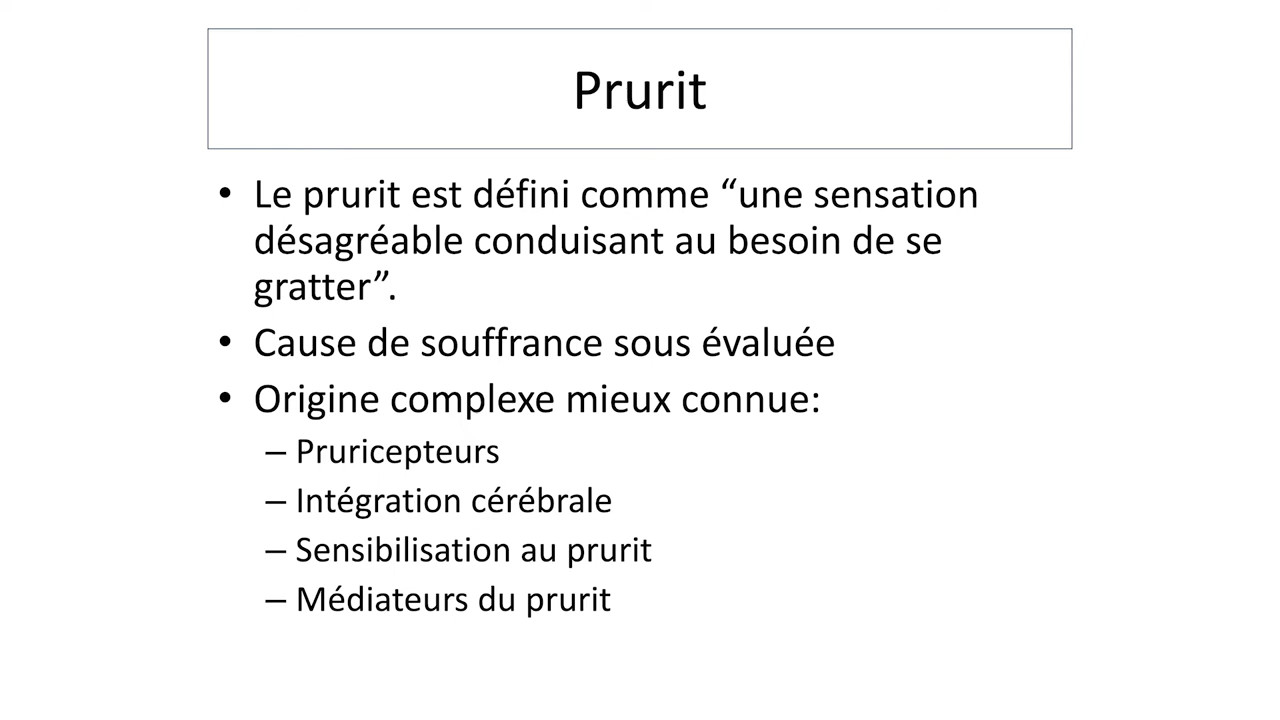 Prurit
• Le prurit est défini comme “une sensation
désagréable conduisant au besoin de se
gratter”.
• Cause de souffrance sous évaluée
• Origine complexe mieux connue:
– Pruricepteurs
– Intégration cérébrale
– Sensibilisation au prurit
– Médiateurs du prurit